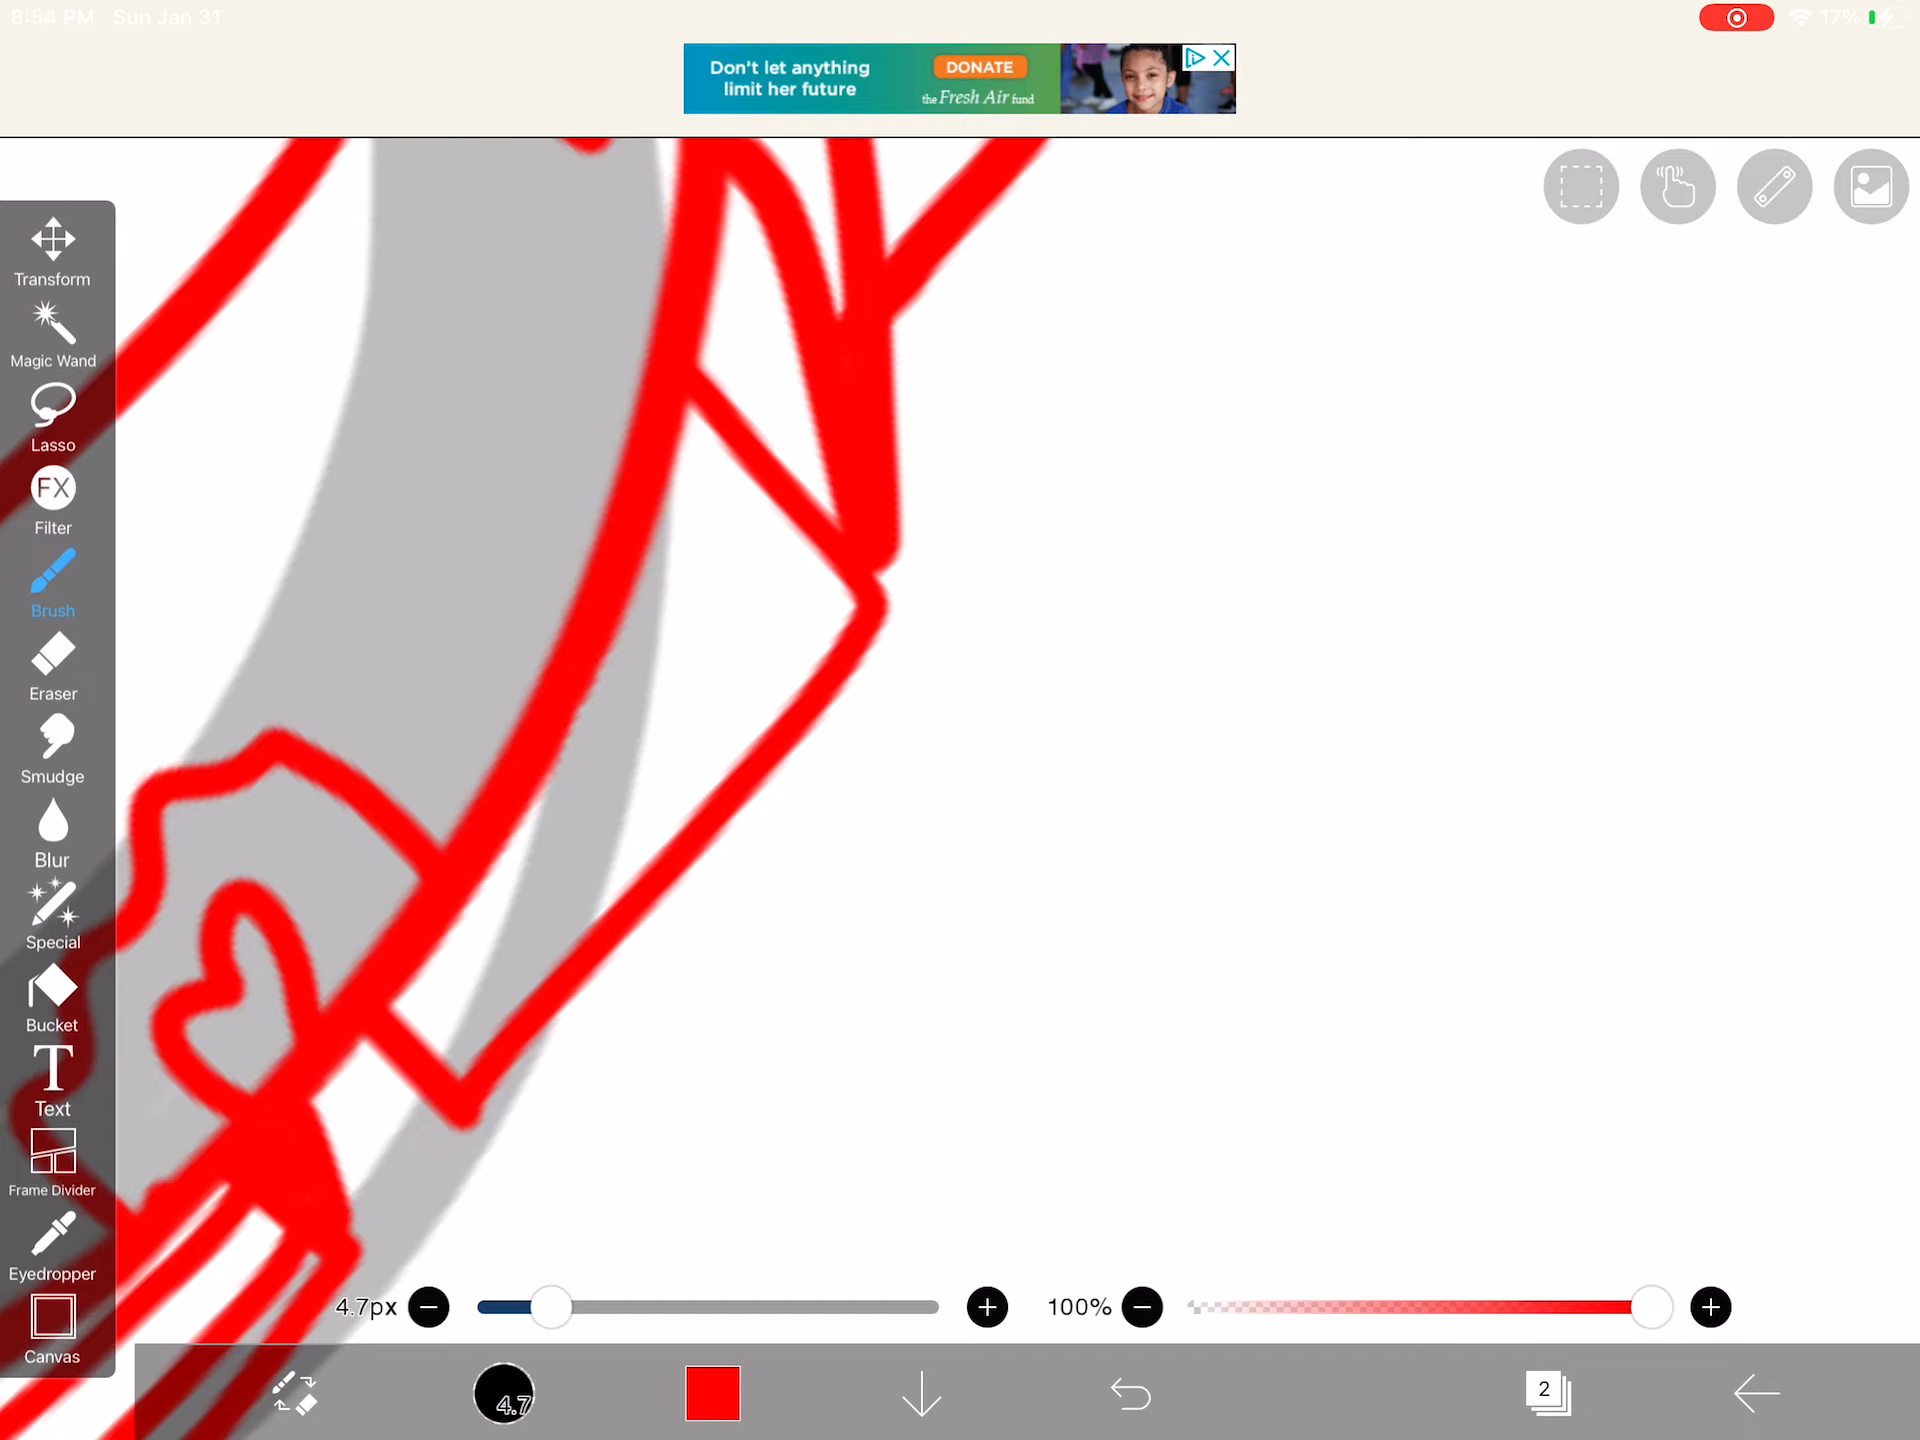 8:54 PM Sun Jan 31
17%
Don't let anything
limit her future
DONATE
the Fresh Air fund
Transform
Magic Wand
Lasso
FX
Filter
Brush
Eraser
Smudge
Blur
Special
Bucket
T
Text
Frame Divider
Eyedropper
Canvas
4.7px
100%
4.7
2